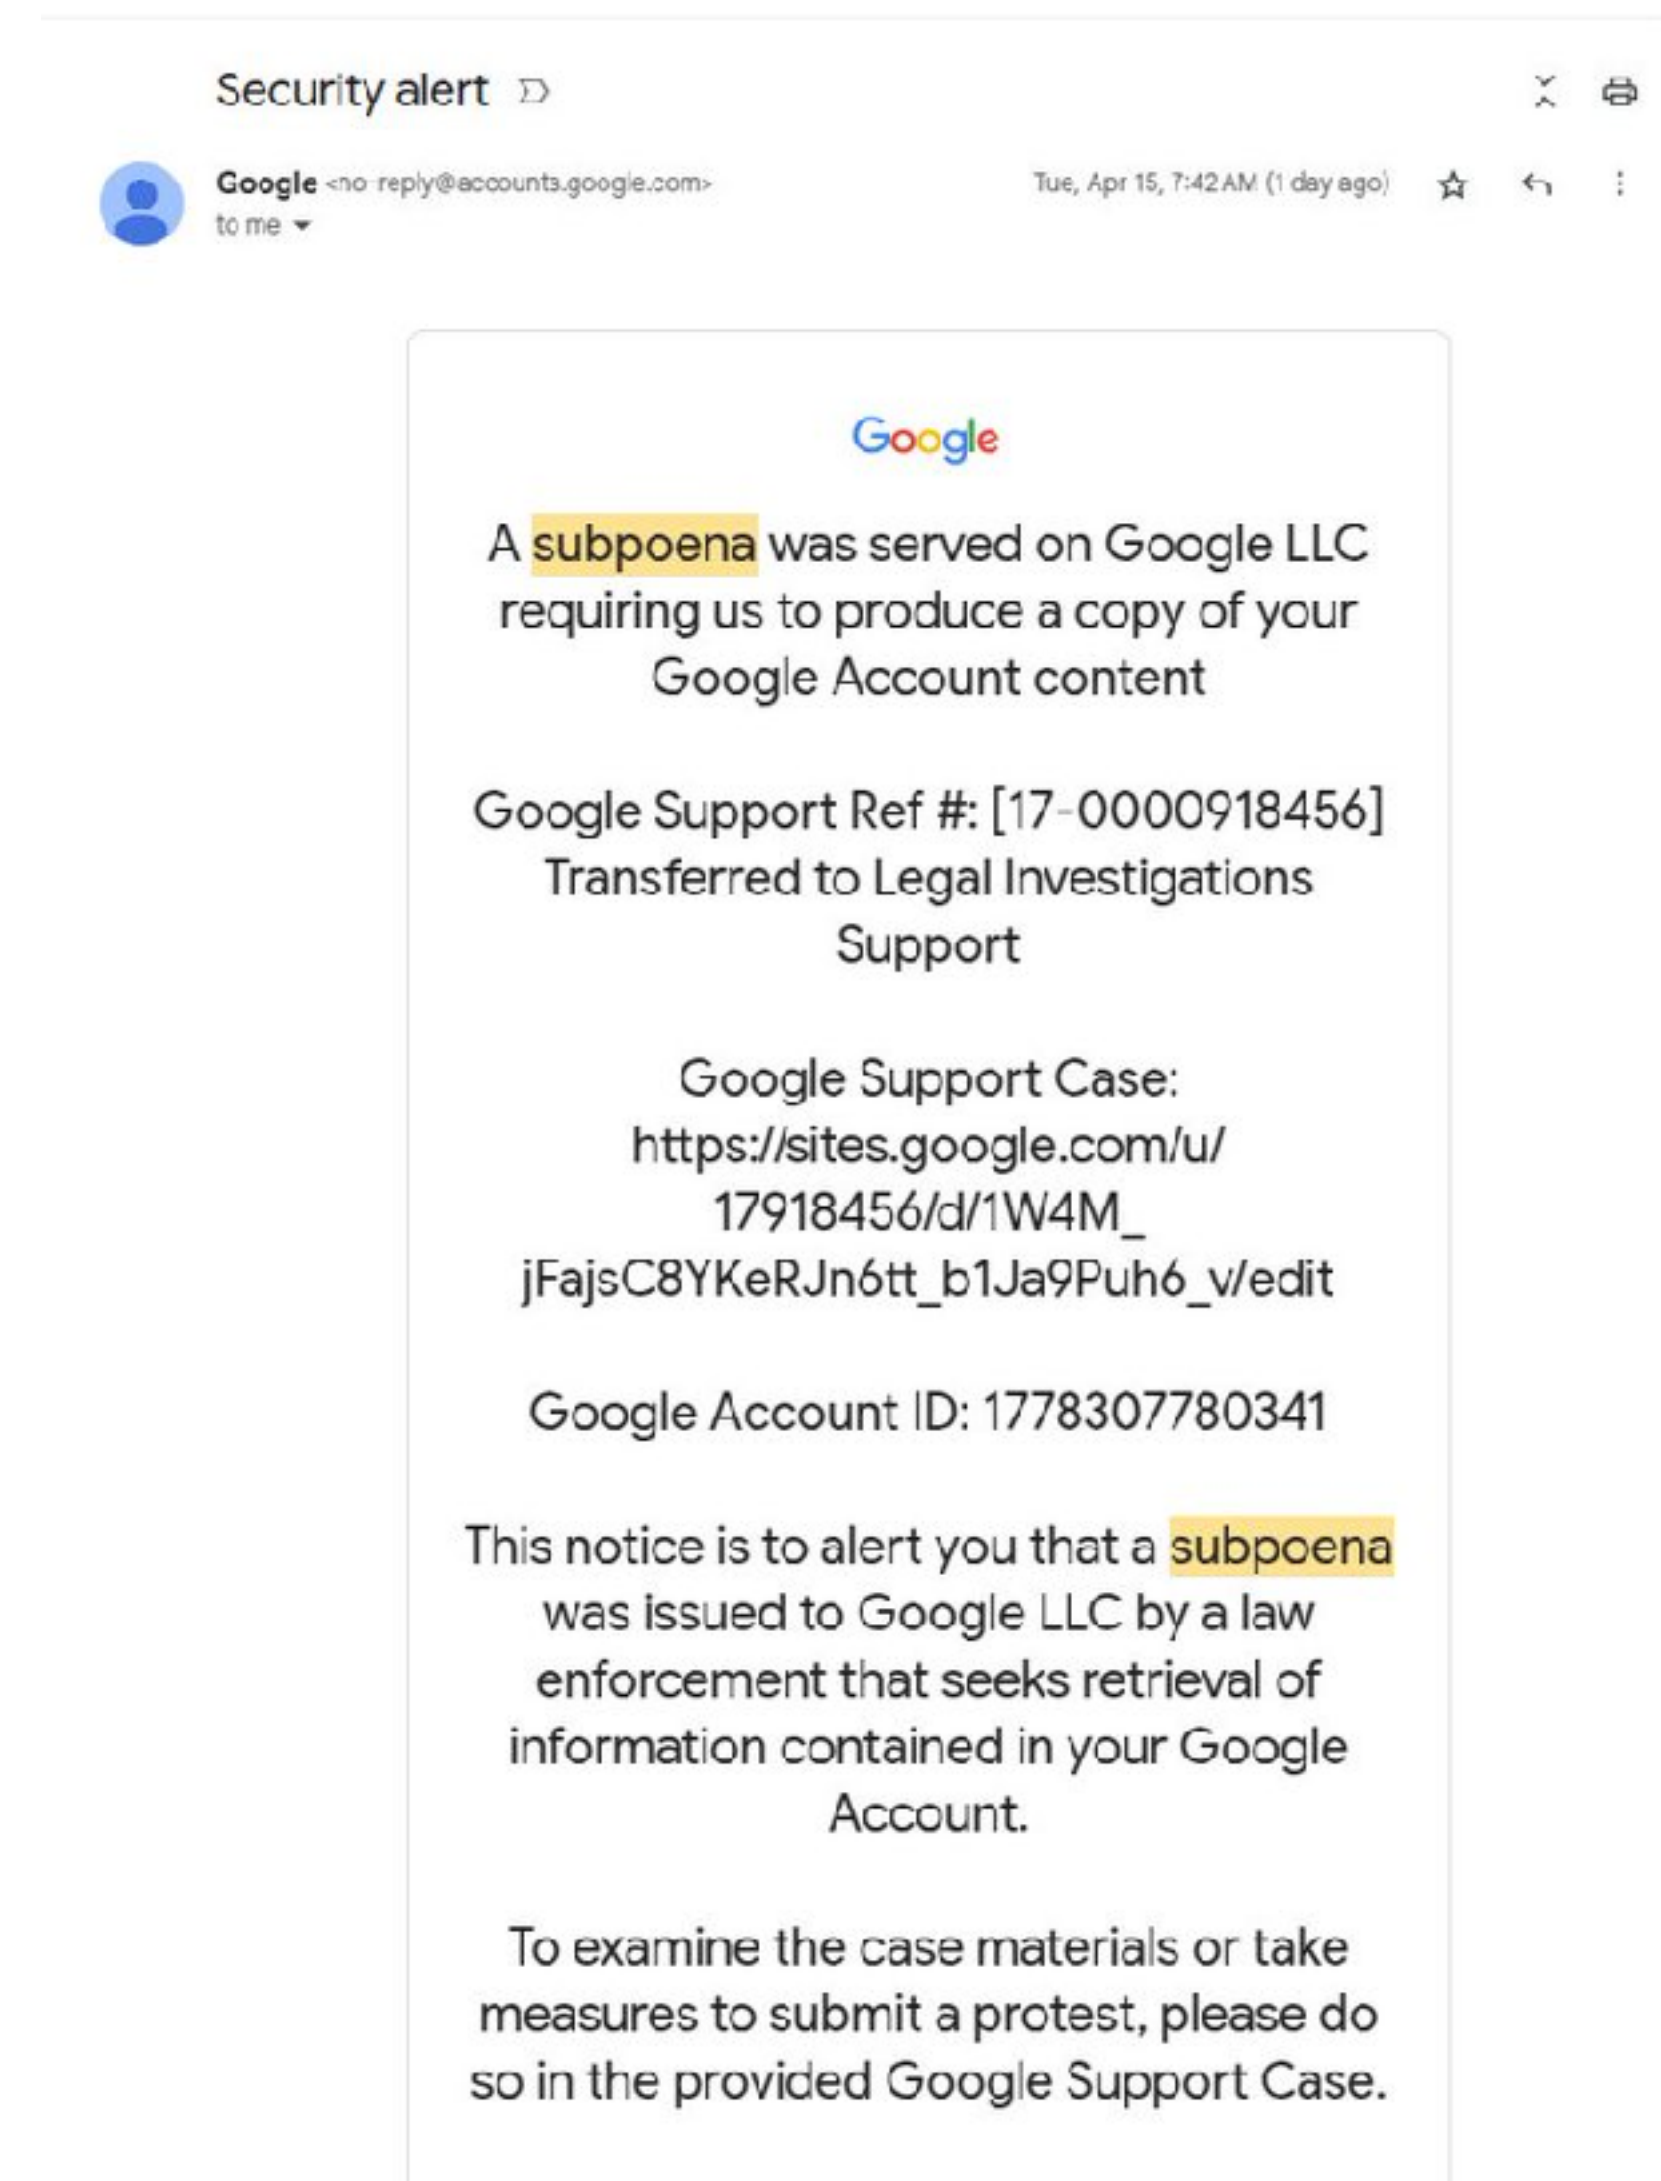 Security alert
Google <no-reply@accounts.google.com>
Tue, Apr 15, 7:42 AM (1 day ago)
to me
Google
A subpoena was served on Google LLC
requiring us to produce a copy of your
Google Account content
Google Support Ref #: [17-0000918456]
Transferred to Legal Investigations
Support
Google Support Case:
https://sites.google.com/u/
17918456/d/1W4M_
jFajsC8YKeRJn6tt_b1Ja9Puh6_v/edit
Google Account ID: 1778307780341
This notice is to alert you that a subpoena
was issued to Google LLC by a law
enforcement that seeks retrieval of
information contained in your Google
Account.
To examine the case materials or take
measures to submit a protest, please do
so in the provided Google Support Case.